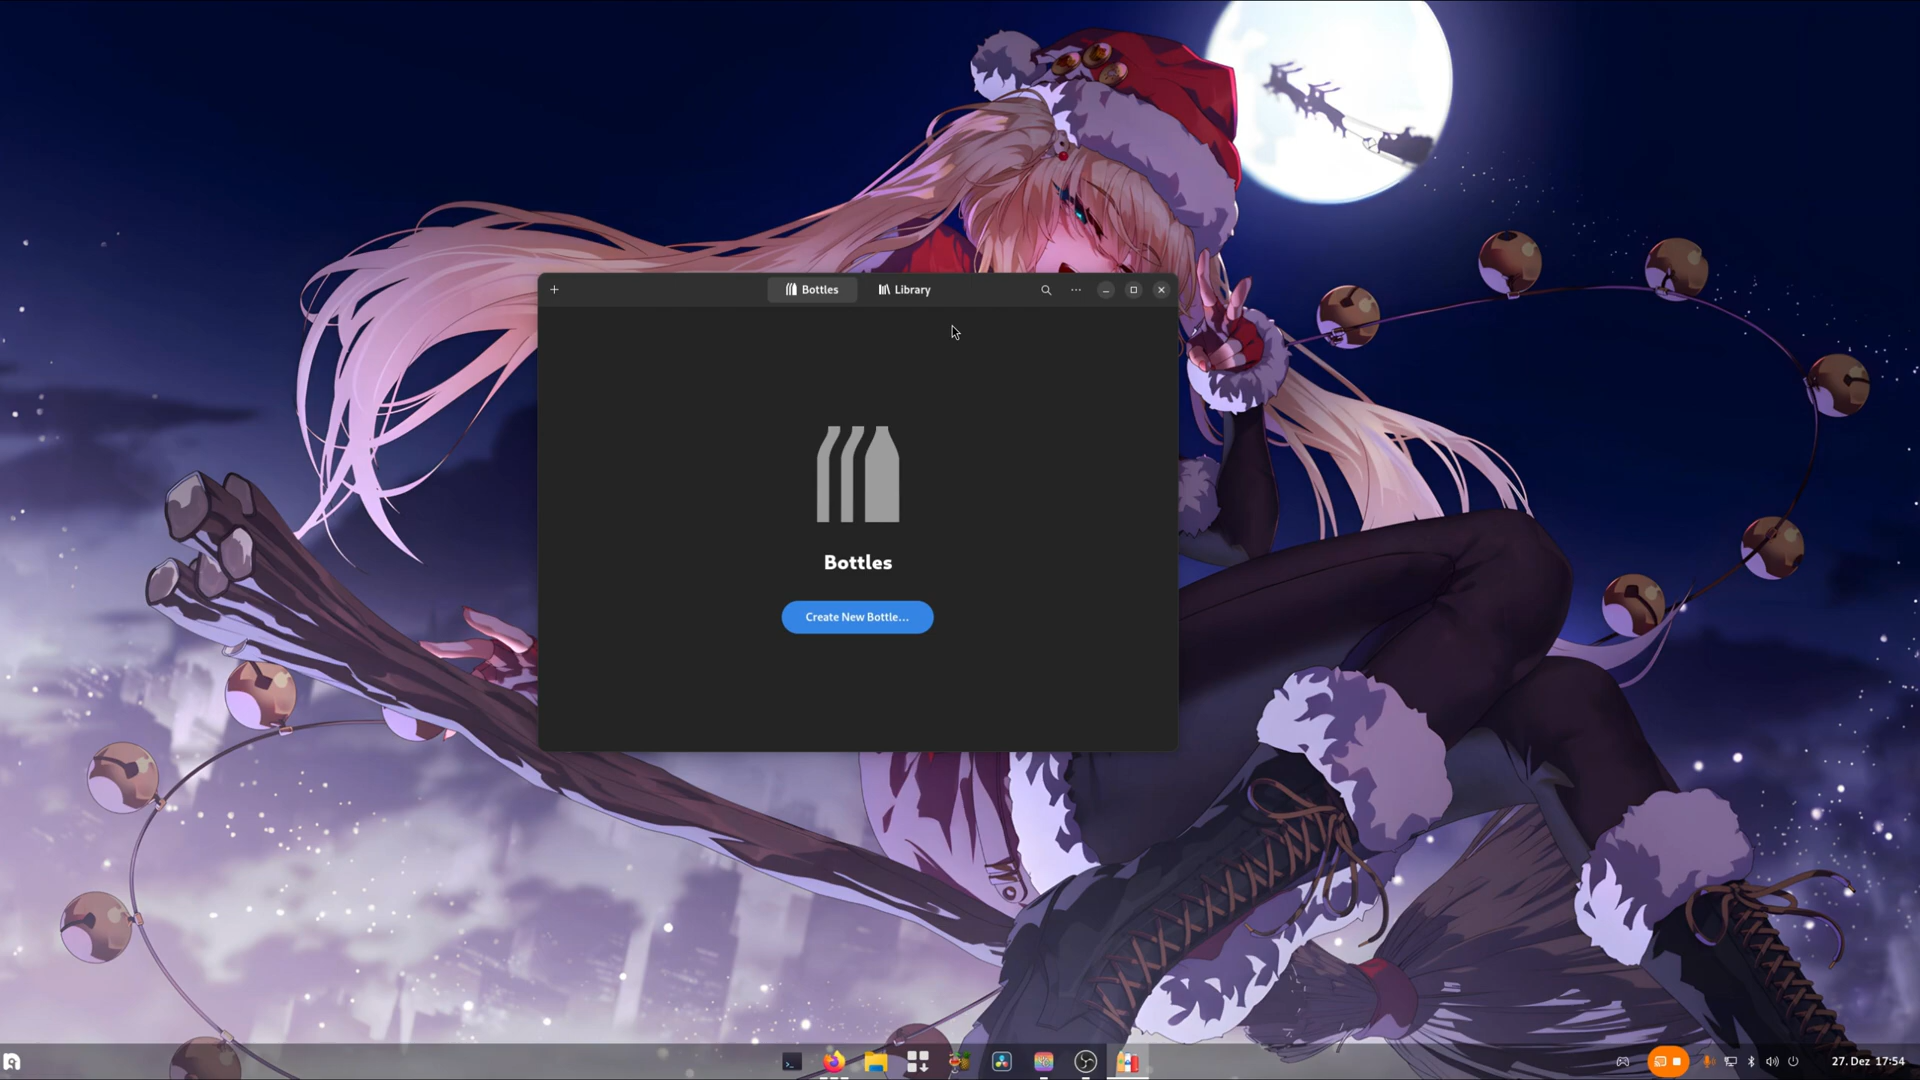 Bottles
Library
Bottles
Create New Bottle...
27. Dez 17:54